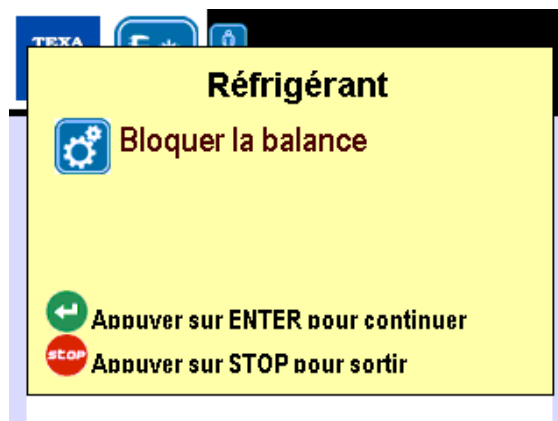 TEXA
Réfrigérant
Bloquer la balance
Appuyer sur ENTER pour continuer
stop
Appuyer sur STOP pour sortir